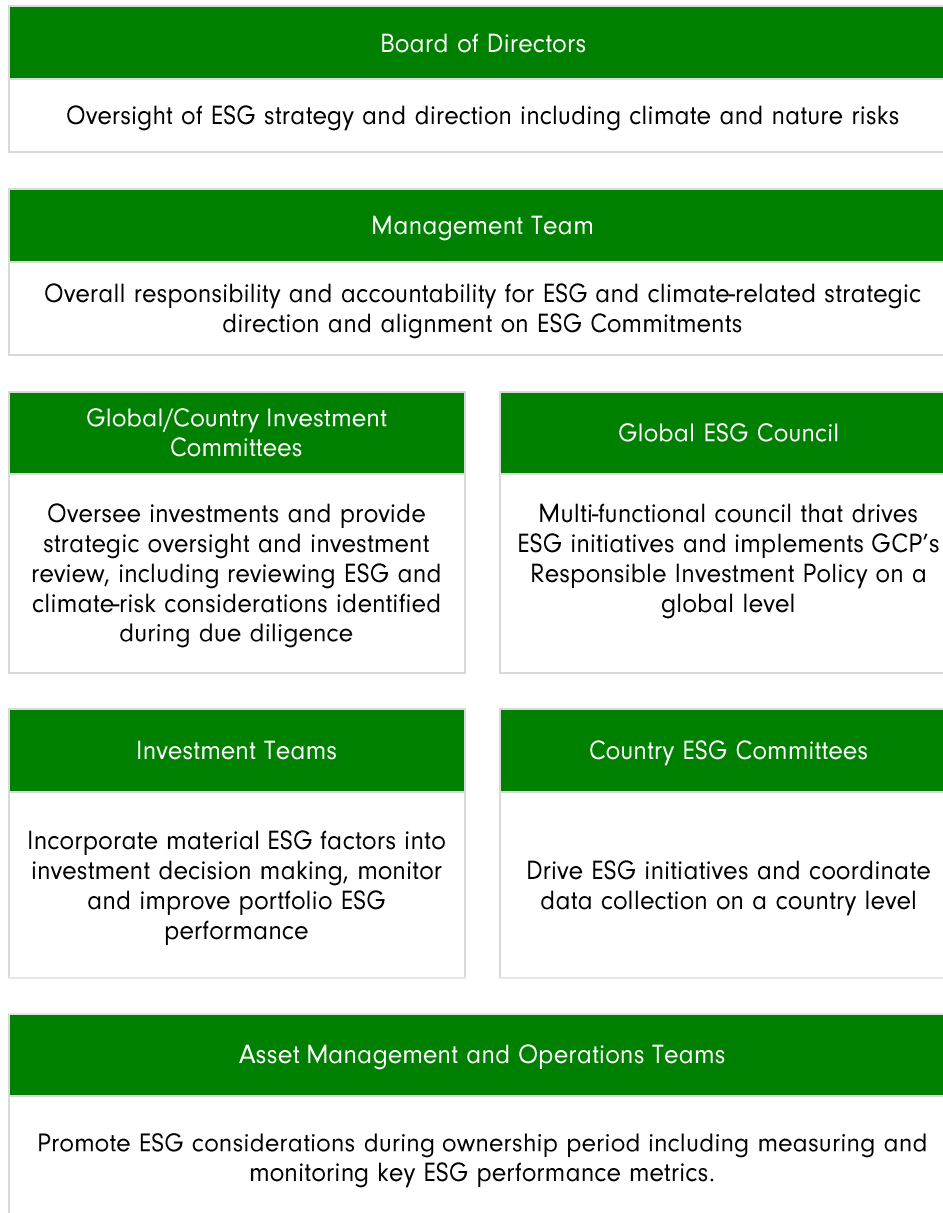 Board of Directors
Oversight of ESG strategy and direction including climate and nature risks
Management Team
Overall responsibility and accountability for ESG and climate-related strategic
direction and alignment on ESG Commitments
Global/Country Investment
Committees
Oversee investments and provide
strategic oversight and investment
review, including reviewing ESG and
climate-risk considerations identified
during due diligence
Global ESG Council
Multi-functional council that drives
ESG initiatives and implements GCP’s
Responsible Investment Policy on a
global level
Investment Teams
Incorporate material ESG factors into
investment decision making, monitor
and improve portfolio ESG
performance
Country ESG Committees
Drive ESG initiatives and coordinate
data collection on a country level
Asset Management and Operations Teams
Promote ESG considerations during ownership period including measuring and
monitoring key ESG performance metrics.